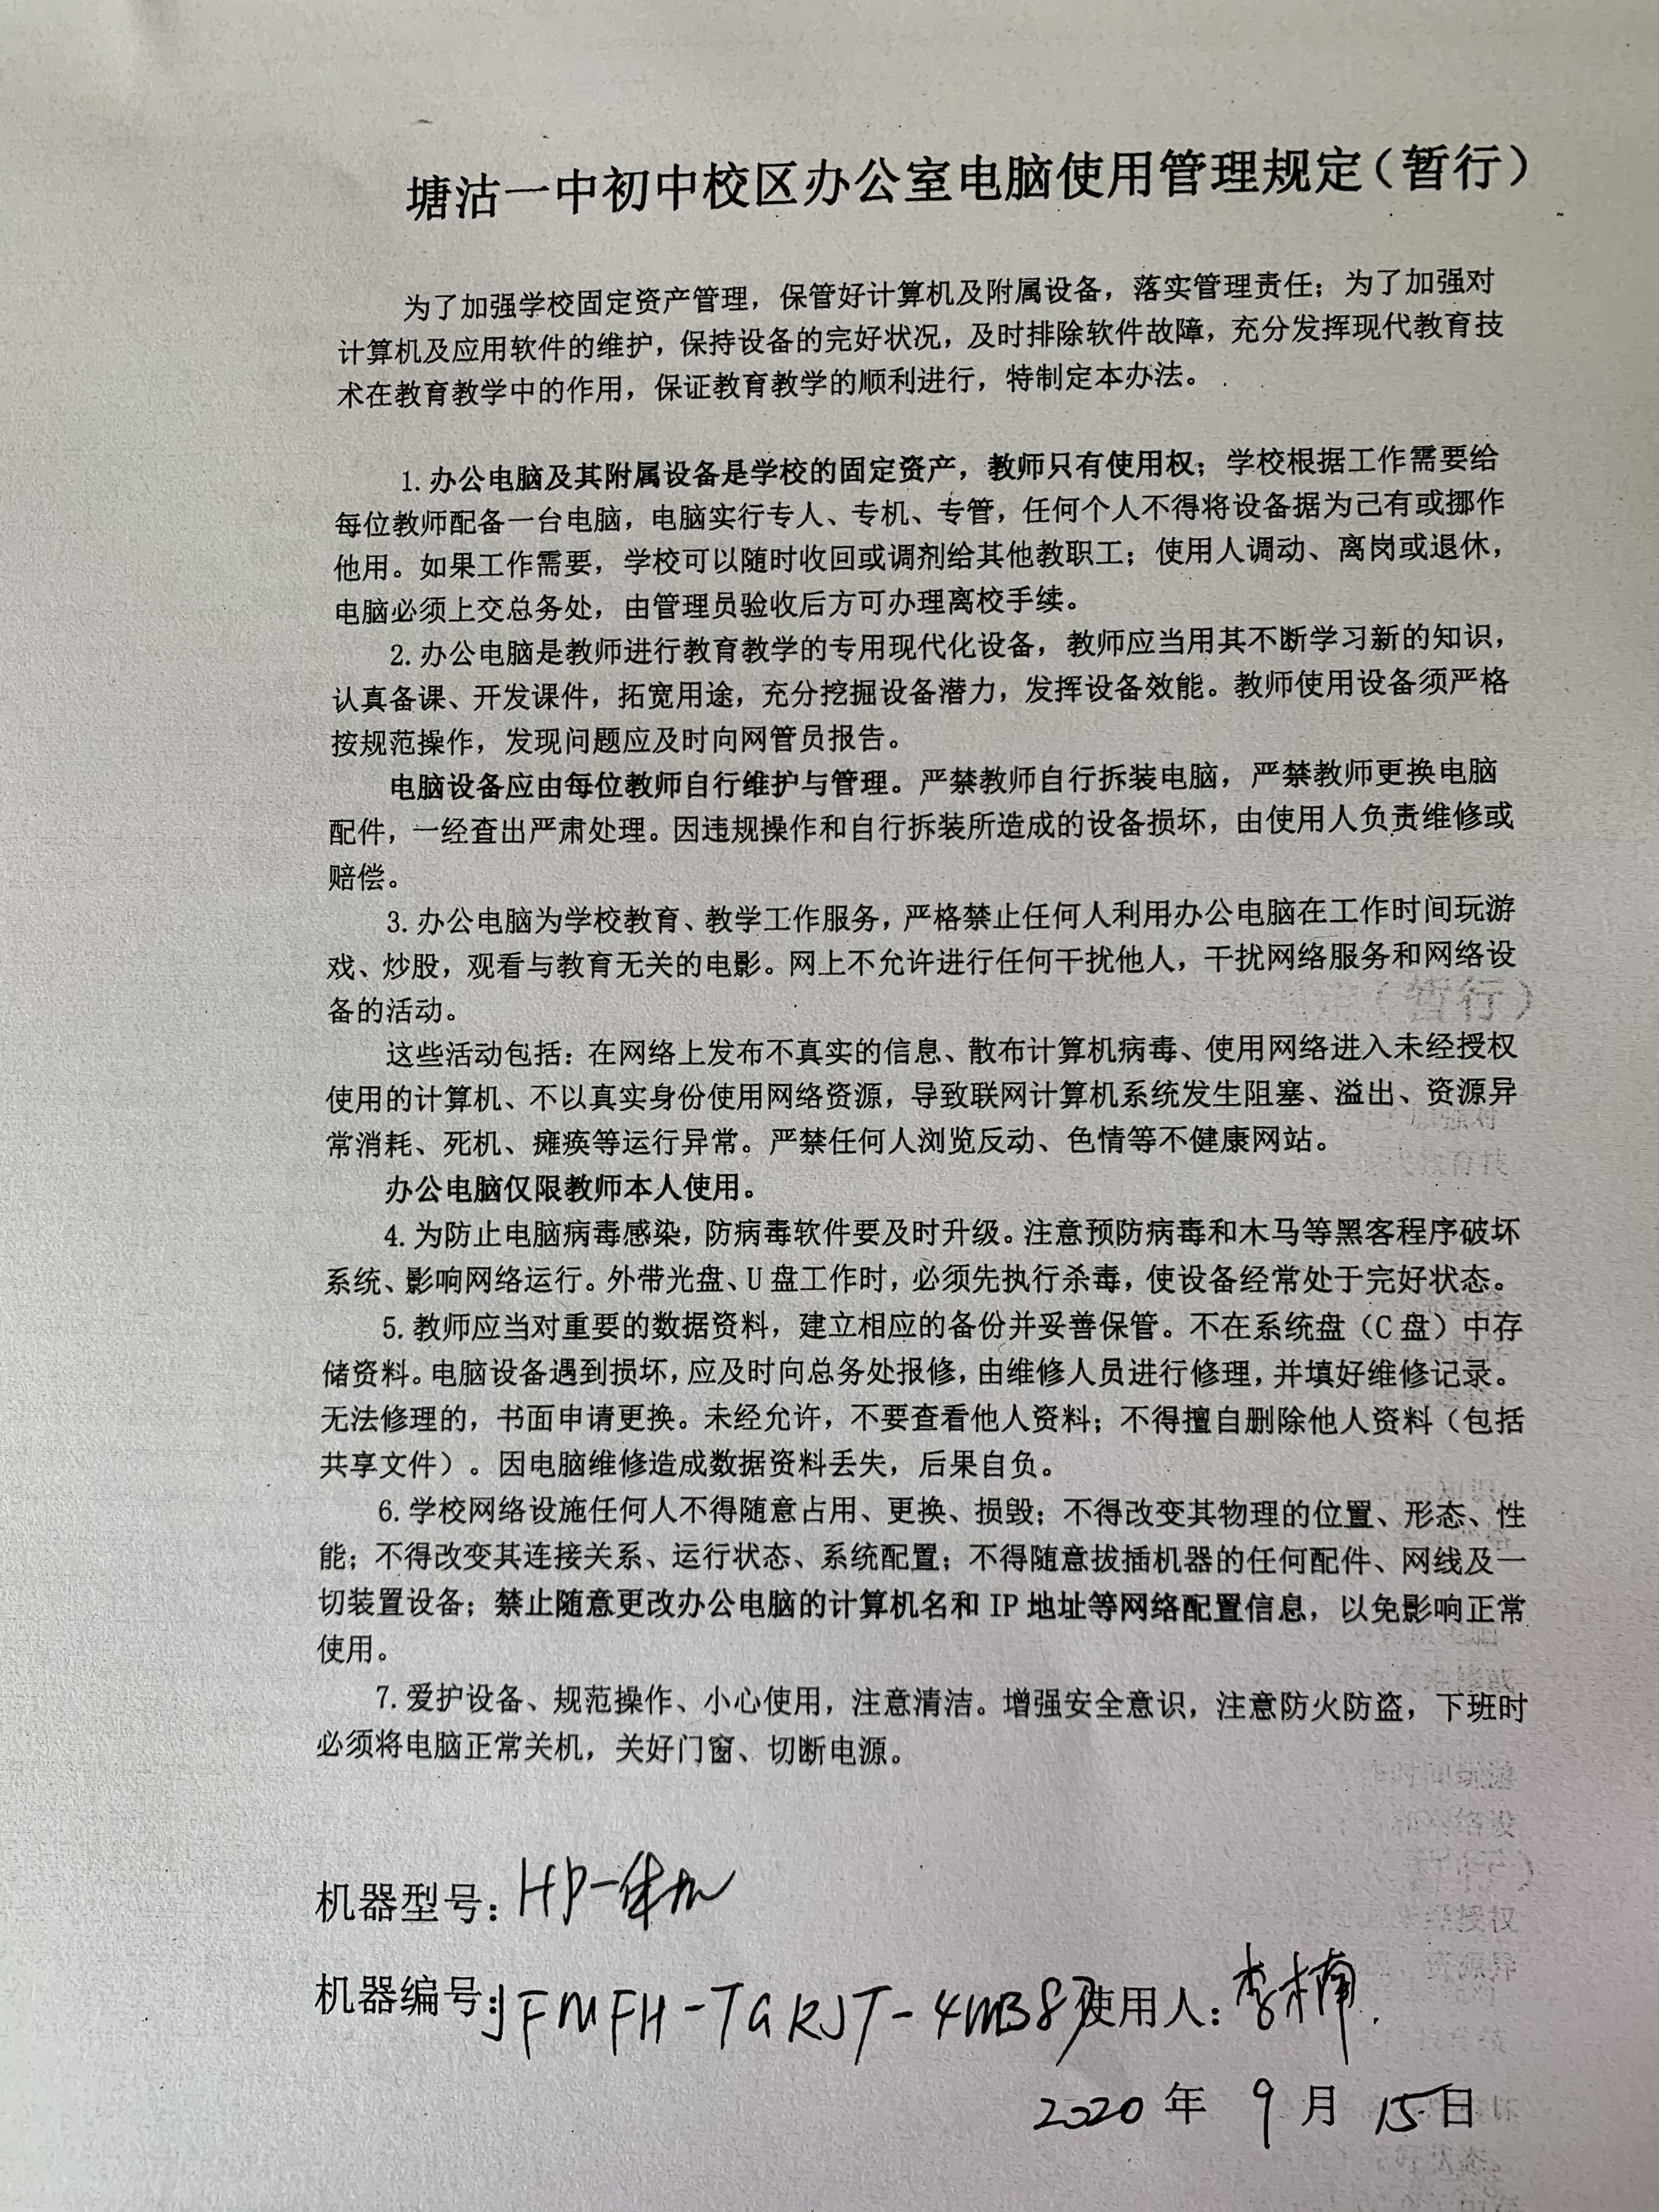 塘沽一中初中校区办公室电脑使用管理规定（暂行）
为了加强学校固定资产管理，保管好计算机及附属设备，落实管理责任；为了加强对
计算机及应用软件的维护，保持设备的完好状况，及时排除软件故障，充分发挥现代教育技
术在教育教学中的作用，保证教育教学的顺利进行，特制定本办法。
1.办公电脑及其附属设备是学校的固定资产，教师只有使用权；学校根据工作需要给
每位教师配备一台电脑，电脑实行专人、专机、专管，任何个人不得将设备据为己有或挪作
他用。如果工作需要，学校可以随时收回或调剂给其他教职工；使用人调动、离岗或退休，
电脑必须上交总务处，由管理员验收后方可办理离校手续。
2.办公电脑是教师进行教育教学的专用现代化设备，教师应当用其不断学习新的知识，
认真备课、开发课件，拓宽用途，充分挖掘设备潜力，发挥设备效能。教师使用设备须严格
按规范操作，发现问题应及时向网管员报告。
电脑设备应由每位教师自行维护与管理。严禁教师自行拆装电脑，严禁教师更换电脑
配件，一经查出严肃处理。因违规操作和自行拆装所造成的设备损坏，由使用人负责维修或
赔偿。
3.办公电脑为学校教育、教学工作服务，严格禁止任何人利用办公电脑在工作时间玩游
戏、炒股，观看与教育无关的电影。网上不允许进行任何干扰他人，干扰网络服务和网络设
备的活动。
这些活动包括：在网络上发布不真实的信息、散布计算机病毒、使用网络进入未经授权
使用的计算机、不以真实身份使用网络资源，导致联网计算机系统发生阻塞、溢出、资源异
常消耗、死机、瘫痪等运行异常。严禁任何人浏览反动、色情等不健康网站。
办公电脑仅限教师本人使用。
4.为防止电脑病毒感染，防病毒软件要及时升级。注意预防病毒和木马等黑客程序破坏
系统、影响网络运行。外带光盘、U盘工作时，必须先执行杀毒，使设备经常处于完好状态。
5.教师应当对重要的数据资料，建立相应的备份并妥善保管。不在系统盘（C盘）中存
储资料。电脑设备遇到损坏，应及时向总务处报修，由维修人员进行修理，并填好维修记录。
无法修理的，书面申请更换。未经允许，不要查看他人资料；不得擅自删除他人资料（包括
共享文件）。因电脑维修造成数据资料丢失，后果自负。
6.学校网络设施任何人不得随意占用、更换、损毁；不得改变其物理的位置、形态、性
能；不得改变其连接关系、运行状态、系统配置；不得随意拔插机器的任何配件、网线及一
切装置设备；禁止随意更改办公电脑的计算机名和IP地址等网络配置信息，以免影响正常
使用。
7.爱护设备、规范操作、小心使用，注意清洁。增强安全意识，注意防火防盗，下班时
必须将电脑正常关机，关好门窗、切断电源。
机器型号：HP一体机
机器编号：JFMFH-TGKJT-4MB87使用人：李楠
2020年9月15日